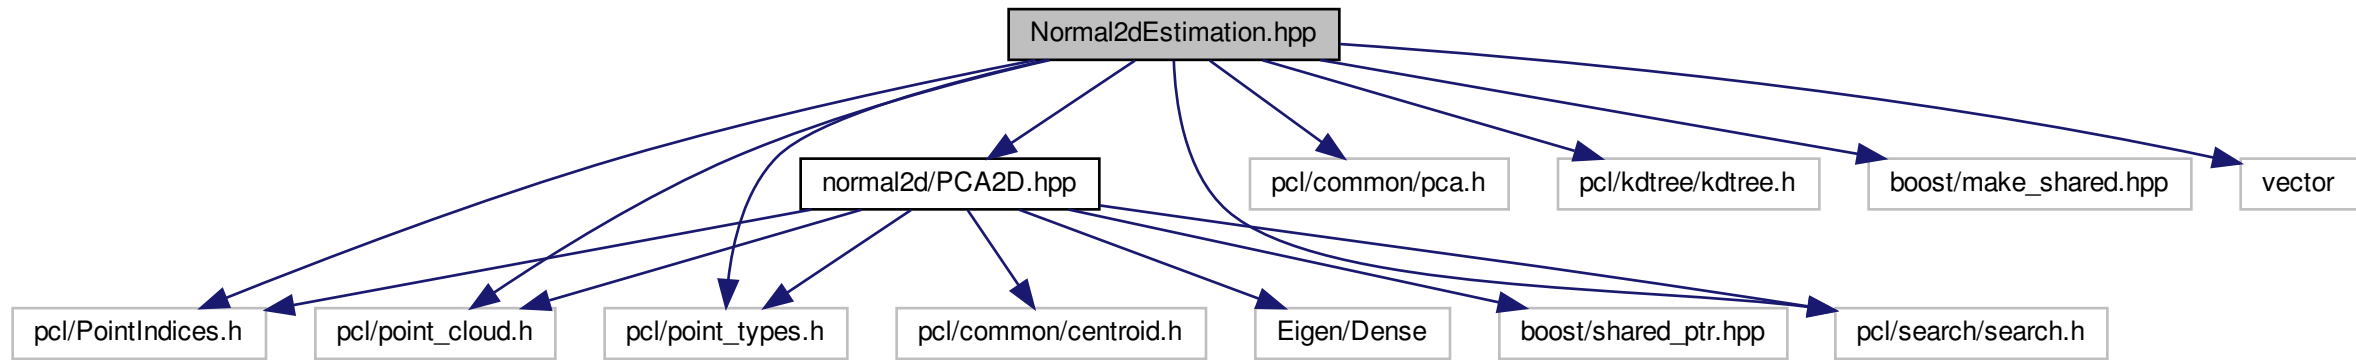 Normal2dEstimation.hpp
normal2d/PCA2D.hpp
pcl/common/pca.h
pcl/kdtree/kdtree.h
boost/make_shared.hpp
vector
pcl/PointIndices.h
pcl/point_cloud.h
pcl/point_types.h
pcl/common/centroid.h
Eigen/Dense
boost/shared_ptr.hpp
pcl/search/search.h